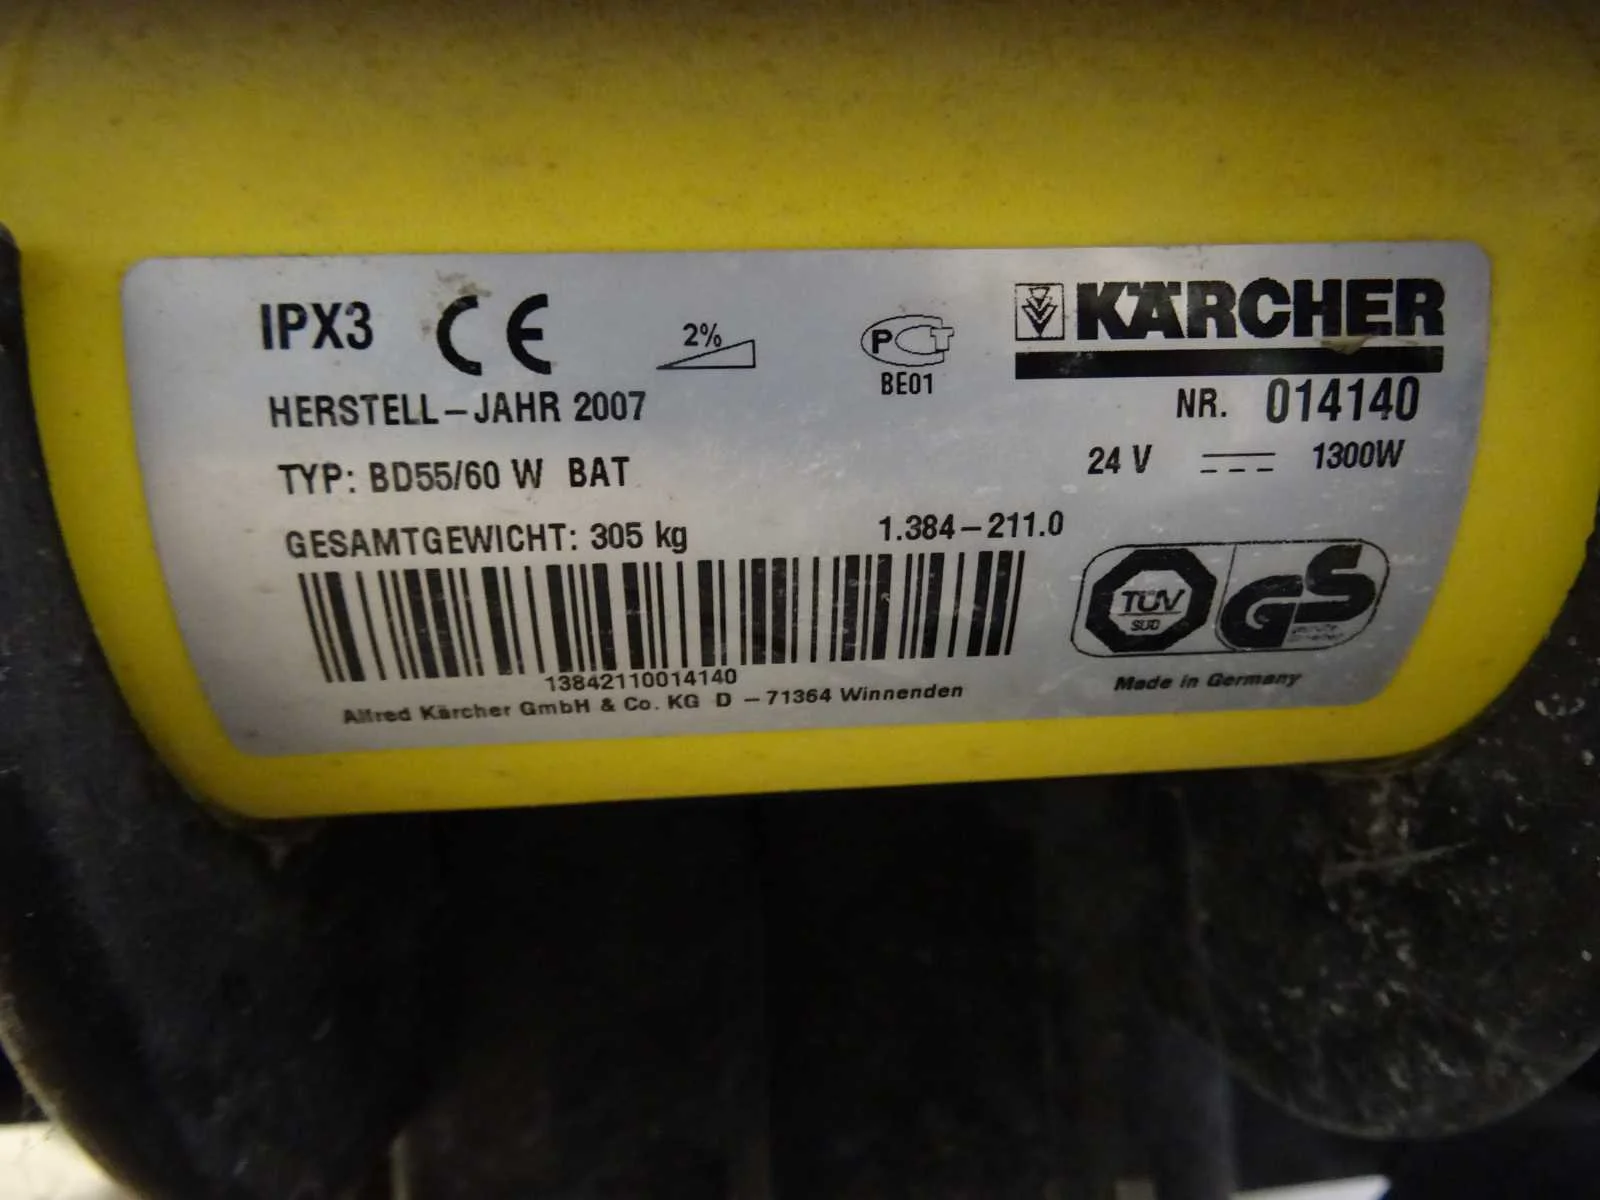 IPX3 CE 2% PCT BE01 KÄRCHER
HERSTELL-JAHR 2007 NR. 014140
TYP: BD55/60 W BAT 24 V 1300W
GESAMTGEWICHT: 305 kg 1.384-211.0
TÜV SÜD GS
13842110014140
Alfred Kärcher GmbH & Co. KG D - 71364 Winnenden
Made in Germany